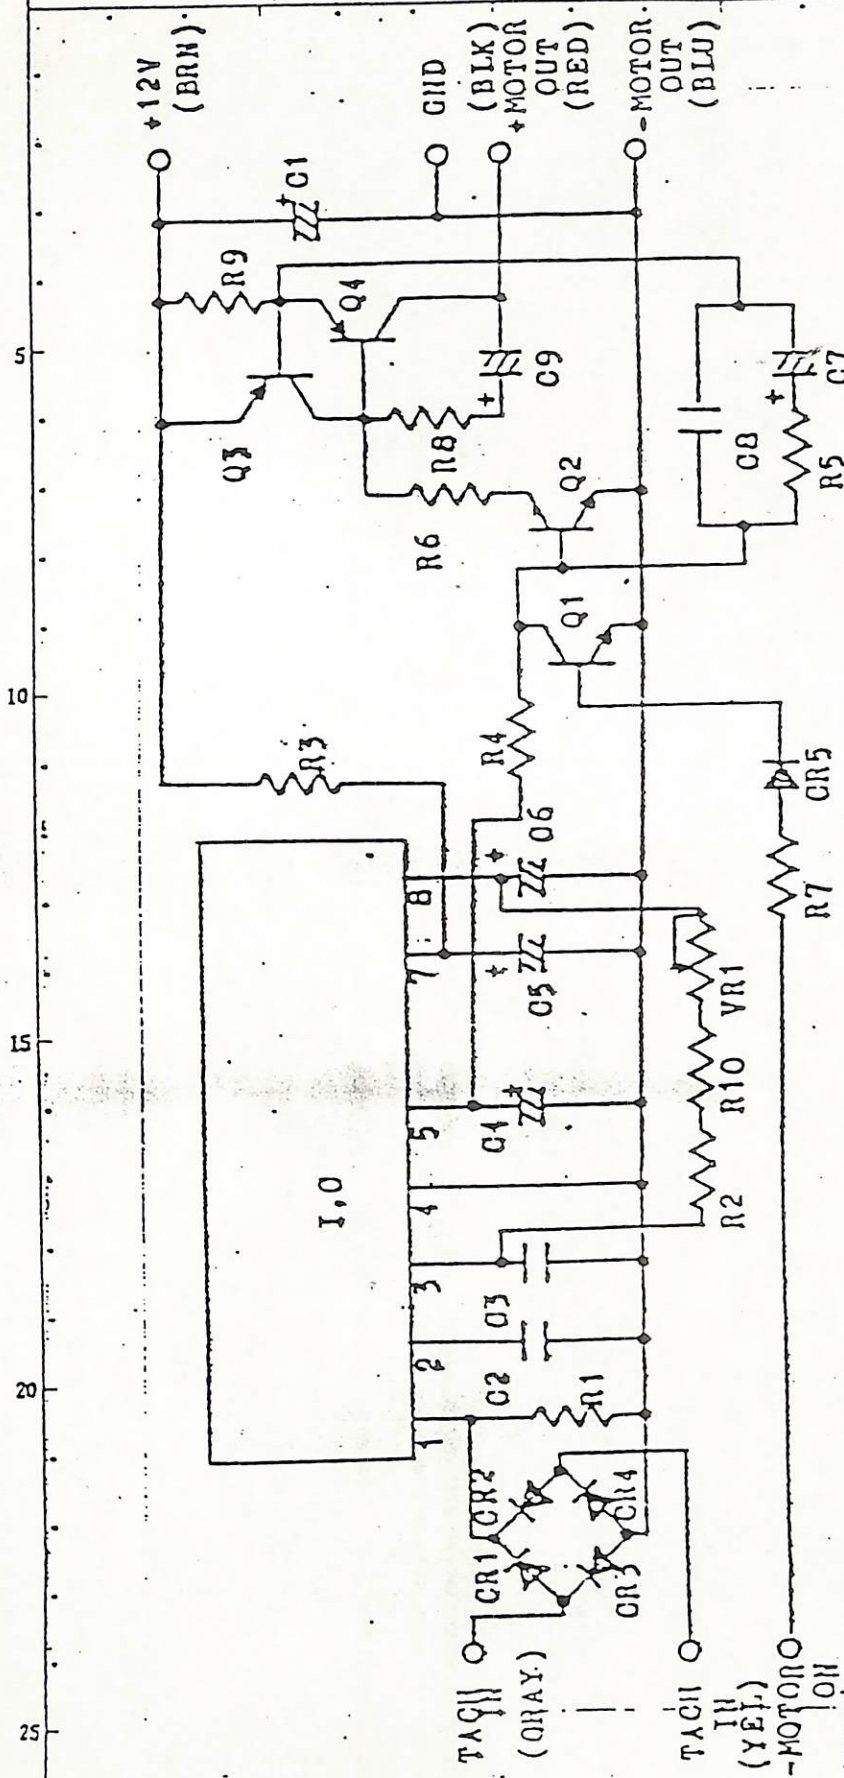 +12V
(BRN)
GND
(BLK)
+MOTOR
OUT
(RED)
-MOTOR
OUT
(BLU)
C1
R9
Q4
Q3
R8
C9
R6
Q2
C8
C7
R5
Q1
R4
R3
C6
CR5
R7
8
7
C5
VR1
R10
5
C4
R2
4
I,C
3
C3
2
C2
R1
1
CR2
CR4
CR1
CR3
TACH
IN
(GRAY)
TACH
IN
(YEL)
-MOTOR
ON
5
10
15
20
25